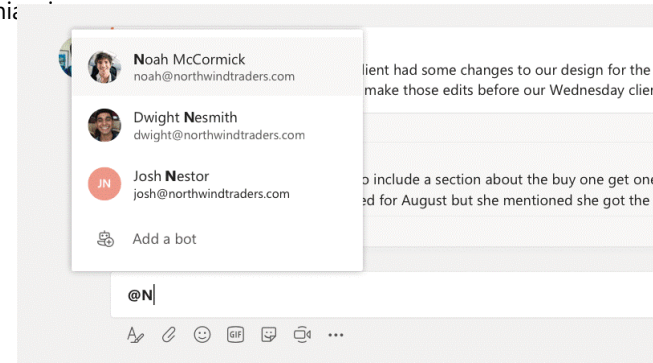 Noah McCormick
noah@northwindtraders.com
lient had some changes to our design for the
make those edits before our Wednesday clier
Dwight Nesmith
dwight@northwindtraders.com
Josh Nestor
JN
josh@northwindtraders.com
o include a section about the buy one get one
ed for August but she mentioned she got the
Add a bot
@N
GIF